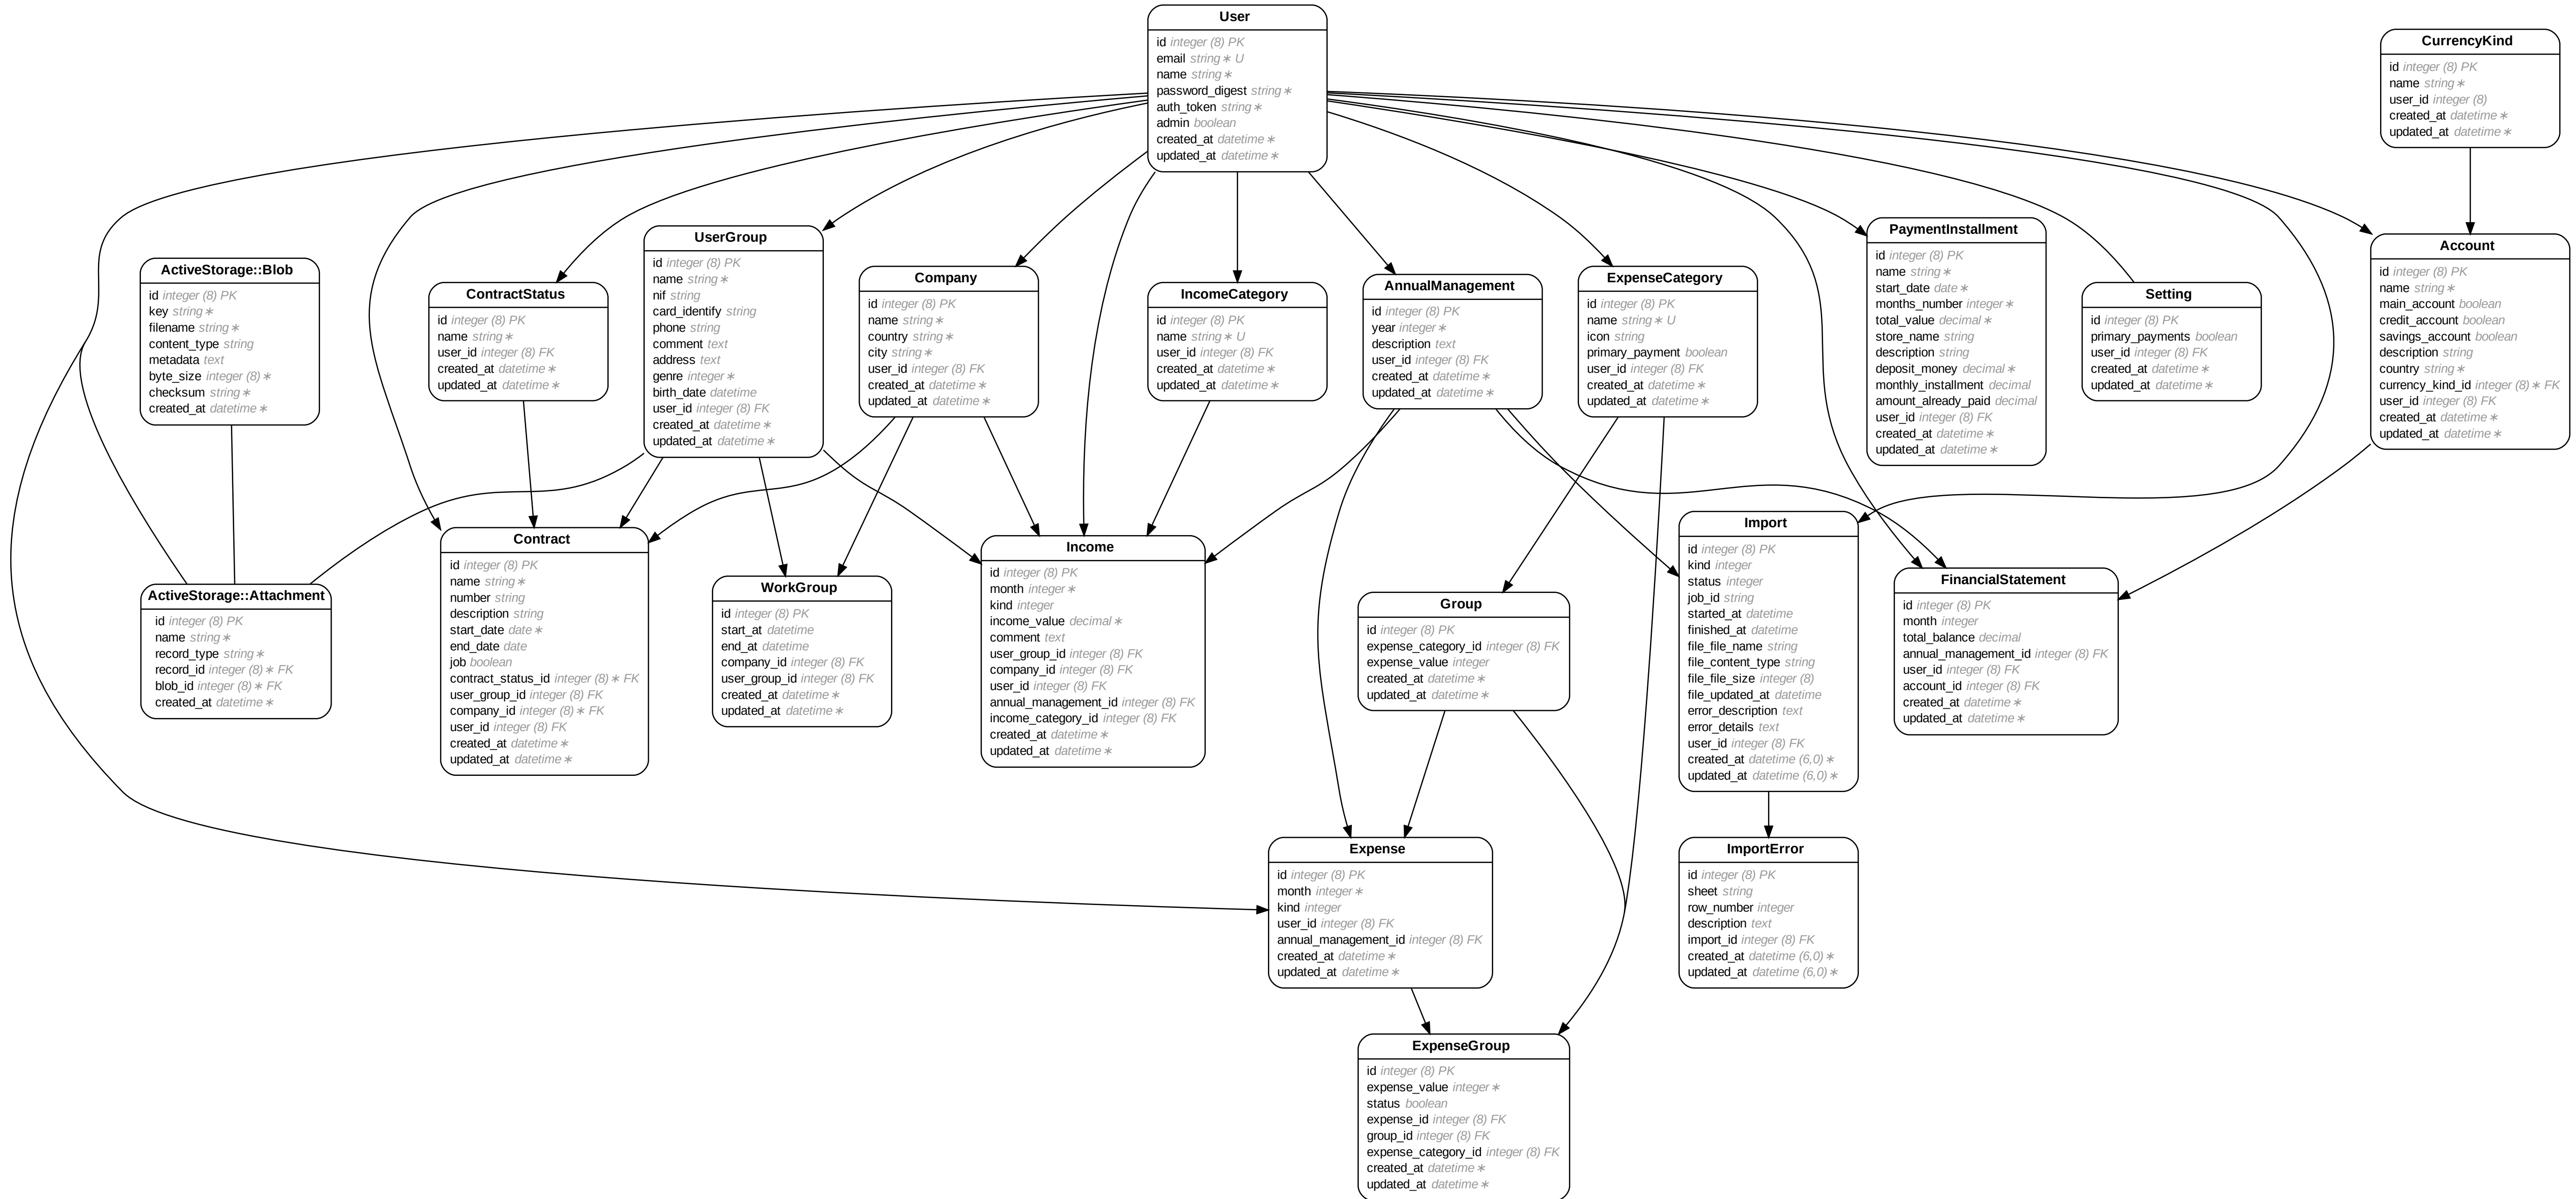 User
id integer (8) PK
email string ∗ U
name string ∗
password_digest string ∗
auth_token string ∗
admin boolean
created_at datetime ∗
updated_at datetime ∗
CurrencyKind
id integer (8) PK
name string ∗
user_id integer (8)
created_at datetime ∗
updated_at datetime ∗
ActiveStorage::Blob
id integer (8) PK
key string ∗
filename string ∗
content_type string
metadata text
byte_size integer (8) ∗
checksum string ∗
created_at datetime ∗
ContractStatus
id integer (8) PK
name string ∗
user_id integer (8) FK
created_at datetime ∗
updated_at datetime ∗
UserGroup
id integer (8) PK
name string ∗
nif string
card_identify string
phone string
comment text
address text
genre integer ∗
birth_date datetime
user_id integer (8) FK
created_at datetime ∗
updated_at datetime ∗
Company
id integer (8) PK
name string ∗
country string ∗
city string ∗
user_id integer (8) FK
created_at datetime ∗
updated_at datetime ∗
IncomeCategory
id integer (8) PK
name string ∗ U
user_id integer (8) FK
created_at datetime ∗
updated_at datetime ∗
AnnualManagement
id integer (8) PK
year integer ∗
description text
user_id integer (8) FK
created_at datetime ∗
updated_at datetime ∗
ExpenseCategory
id integer (8) PK
name string ∗ U
icon string
primary_payment boolean
user_id integer (8) FK
created_at datetime ∗
updated_at datetime ∗
PaymentInstallment
id integer (8) PK
name string ∗
start_date date ∗
months_number integer ∗
total_value decimal ∗
store_name string
description string
deposit_money decimal ∗
monthly_installment decimal
amount_already_paid decimal
user_id integer (8) FK
created_at datetime ∗
updated_at datetime ∗
Setting
id integer (8) PK
primary_payments boolean
user_id integer (8) FK
created_at datetime ∗
updated_at datetime ∗
Account
id integer (8) PK
name string ∗
main_account boolean
credit_account boolean
savings_account boolean
description string
country string ∗
currency_kind_id integer (8) ∗ FK
user_id integer (8) FK
created_at datetime ∗
updated_at datetime ∗
ActiveStorage::Attachment
id integer (8) PK
name string ∗
record_type string ∗
record_id integer (8) ∗ FK
blob_id integer (8) ∗ FK
created_at datetime ∗
Contract
id integer (8) PK
name string ∗
number string
description string
start_date date ∗
end_date date
job boolean
contract_status_id integer (8) ∗ FK
user_group_id integer (8) FK
company_id integer (8) ∗ FK
user_id integer (8) FK
created_at datetime ∗
updated_at datetime ∗
WorkGroup
id integer (8) PK
start_at datetime
end_at datetime
company_id integer (8) FK
user_group_id integer (8) FK
created_at datetime ∗
updated_at datetime ∗
Income
id integer (8) PK
month integer ∗
kind integer
income_value decimal ∗
comment text
user_group_id integer (8) FK
company_id integer (8) FK
user_id integer (8) FK
annual_management_id integer (8) FK
income_category_id integer (8) FK
created_at datetime ∗
updated_at datetime ∗
Group
id integer (8) PK
expense_category_id integer (8) FK
expense_value integer
created_at datetime ∗
updated_at datetime ∗
Import
id integer (8) PK
kind integer
status integer
job_id string
started_at datetime
finished_at datetime
file_file_name string
file_content_type string
file_file_size integer (8)
file_updated_at datetime
error_description text
error_details text
user_id integer (8) FK
created_at datetime (6,0) ∗
updated_at datetime (6,0) ∗
FinancialStatement
id integer (8) PK
month integer
total_balance decimal
annual_management_id integer (8) FK
user_id integer (8) FK
account_id integer (8) FK
created_at datetime ∗
updated_at datetime ∗
Expense
id integer (8) PK
month integer ∗
kind integer
user_id integer (8) FK
annual_management_id integer (8) FK
created_at datetime ∗
updated_at datetime ∗
ImportError
id integer (8) PK
sheet string
row_number integer
description text
import_id integer (8) FK
created_at datetime (6,0) ∗
updated_at datetime (6,0) ∗
ExpenseGroup
id integer (8) PK
expense_value integer ∗
status boolean
expense_id integer (8) FK
group_id integer (8) FK
expense_category_id integer (8) FK
created_at datetime ∗
updated_at datetime ∗